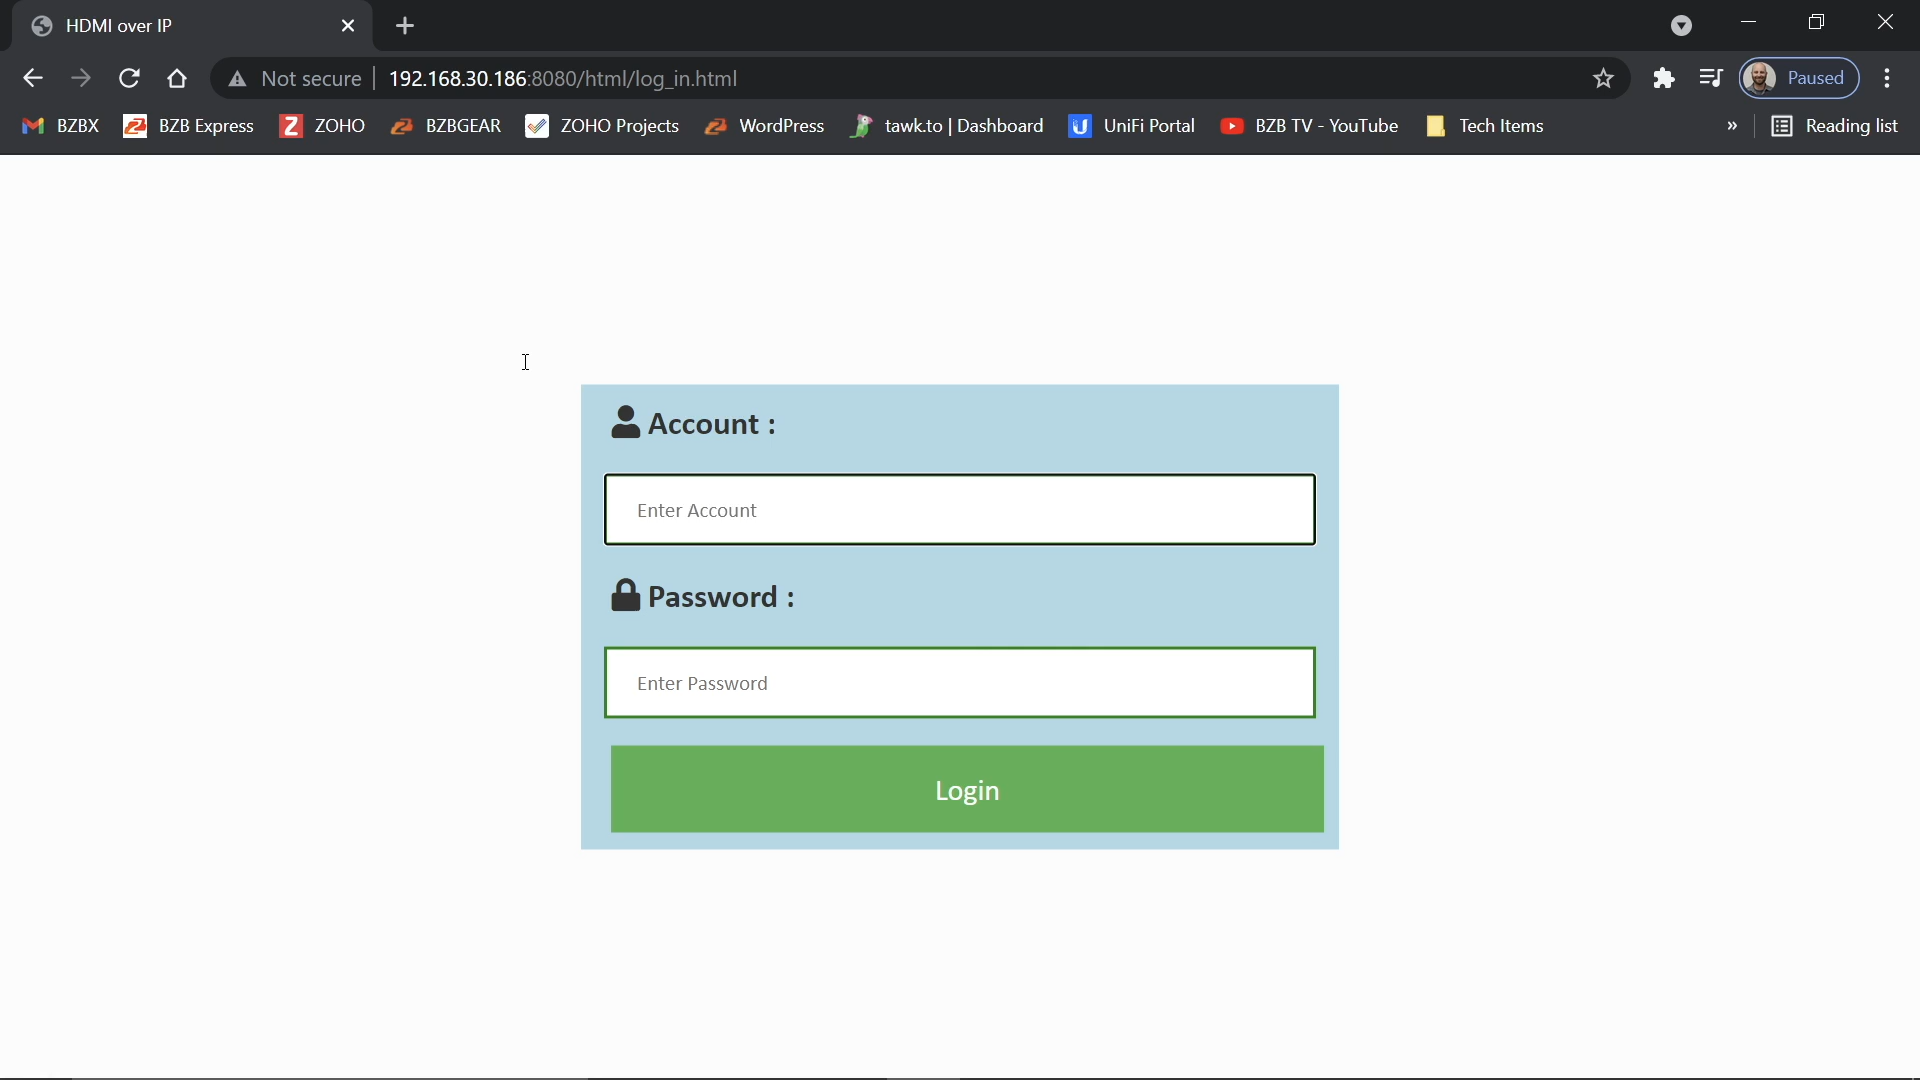 HDMI over IP
Not secure 192.168.30.186:8080/html/log_in.html Paused
BZBX BZB Express ZOHO BZBGEAR ZOHO Projects WordPress tawk.to | Dashboard UniFi Portal BZB TV - YouTube Tech Items » Reading list
Account :
Enter Account
Password :
Enter Password
Login